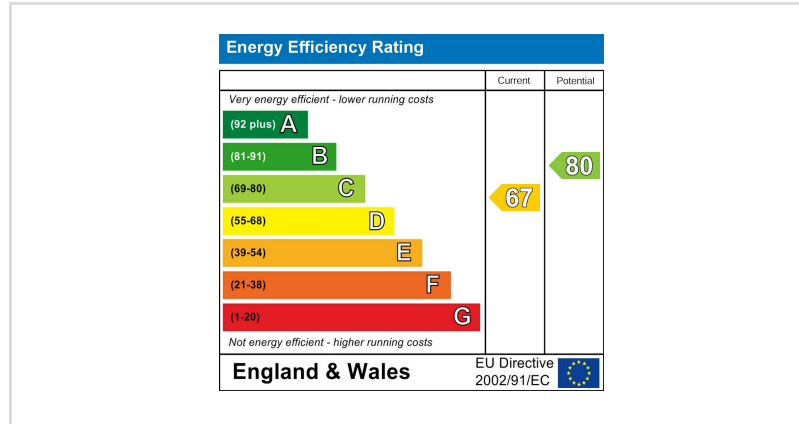 Energy Efficiency Rating
Current Potential
Very energy efficient - lower running costs
(92 plus) A
(81-91) B
(69-80) C
(55-68) D
(39-54) E
(21-38) F
(1-20) G
67
80
Not energy efficient - higher running costs
England & Wales
EU Directive
2002/91/EC